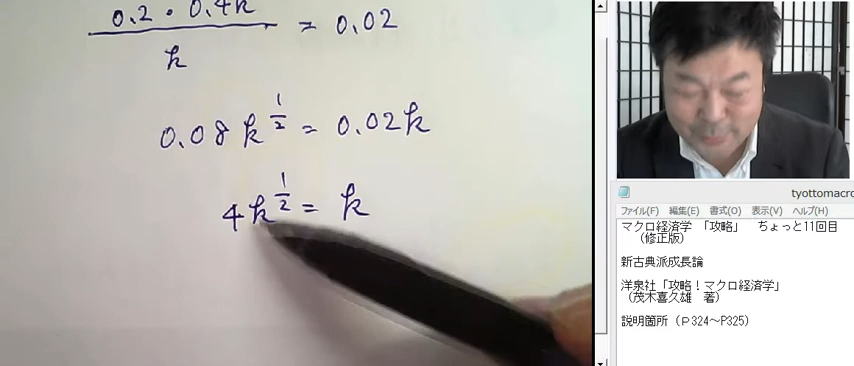 0.2・0.4k / k = 0.02
0.08k^(1/2) = 0.02k
4k^(1/2) = k
tyottomacro
ファイル(F) 編集(E) 書式(O) 表示(V) ヘルプ(H)
マクロ経済学 「攻略」 ちょっと11回目
(修正版)
新古典派成長論
洋泉社「攻略!マクロ経済学」
(茂木喜久雄 著)
説明箇所(P324~P325)